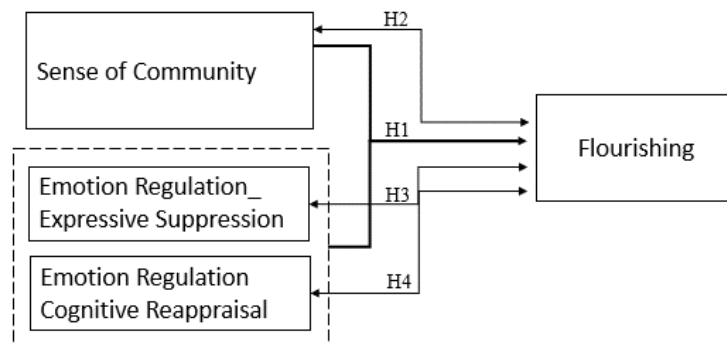 H2
Sense of Community
H1
Flourishing
Emotion Regulation_
Expressive Suppression
H3
Emotion Regulation
Cognitive Reappraisal
H4